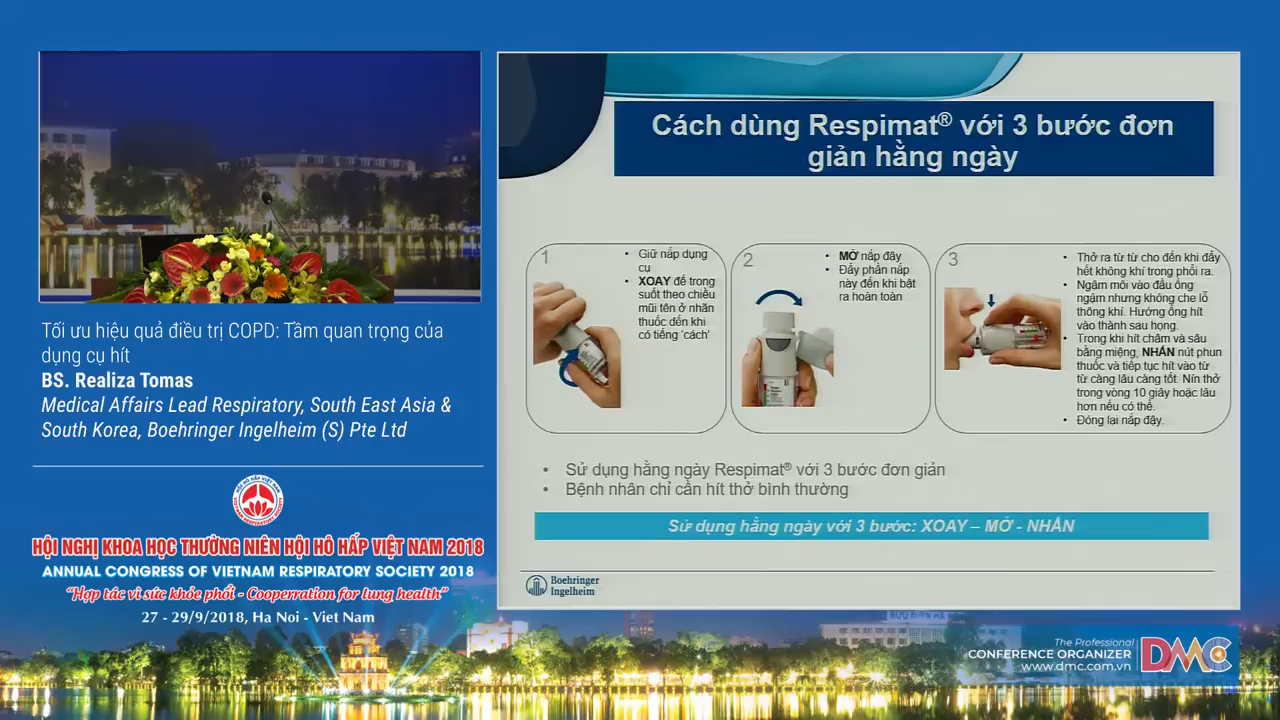 Tối ưu hiệu quả điều trị COPD: Tầm quan trọng của
dụng cụ hít
BS. Realiza Tomas
Medical Affairs Lead Respiratory, South East Asia &
South Korea, Boehringer Ingelheim (S) Pte Ltd
HỘI HÔ HẤP VIỆT NAM
VIETNAM RESPIRATORY SOCIETY
HỘI NGHỊ KHOA HỌC THƯỜNG NIÊN HỘI HÔ HẤP VIỆT NAM 2018
ANNUAL CONGRESS OF VIETNAM RESPIRATORY SOCIETY 2018
“Hợp tác vì sức khỏe phổi - Cooperration for lung health”
27 - 29/9/2018, Ha Noi - Viet Nam
Cách dùng Respimat® với 3 bước đơn
giản hằng ngày
1
• Giữ nắp dụng
cụ
• XOAY đế trong
suốt theo chiều
mũi tên ở nhãn
thuốc đến khi
có tiếng ‘cách’
2
• MỞ nắp đậy
• Đẩy phần nắp
này đến khi bật
ra hoàn toàn
3
• Thở ra từ từ cho đến khi đẩy
hết không khí trong phổi ra.
• Ngậm môi vào đầu ống
ngậm nhưng không che lỗ
thông khí. Hướng ống hít
vào thành sau họng.
• Trong khi hít chậm và sâu
bằng miệng, NHẤN nút phun
thuốc và tiếp tục hít vào từ
từ càng lâu càng tốt. Nín thở
trong vòng 10 giây hoặc lâu
hơn nếu có thể.
• Đóng lại nắp đậy.
• Sử dụng hằng ngày Respimat® với 3 bước đơn giản
• Bệnh nhân chỉ cần hít thở bình thường
Sử dụng hằng ngày với 3 bước: XOAY – MỞ - NHẤN
Boehringer
Ingelheim
The Professional
CONFERENCE ORGANIZER
www.dmc.com.vn
DMC